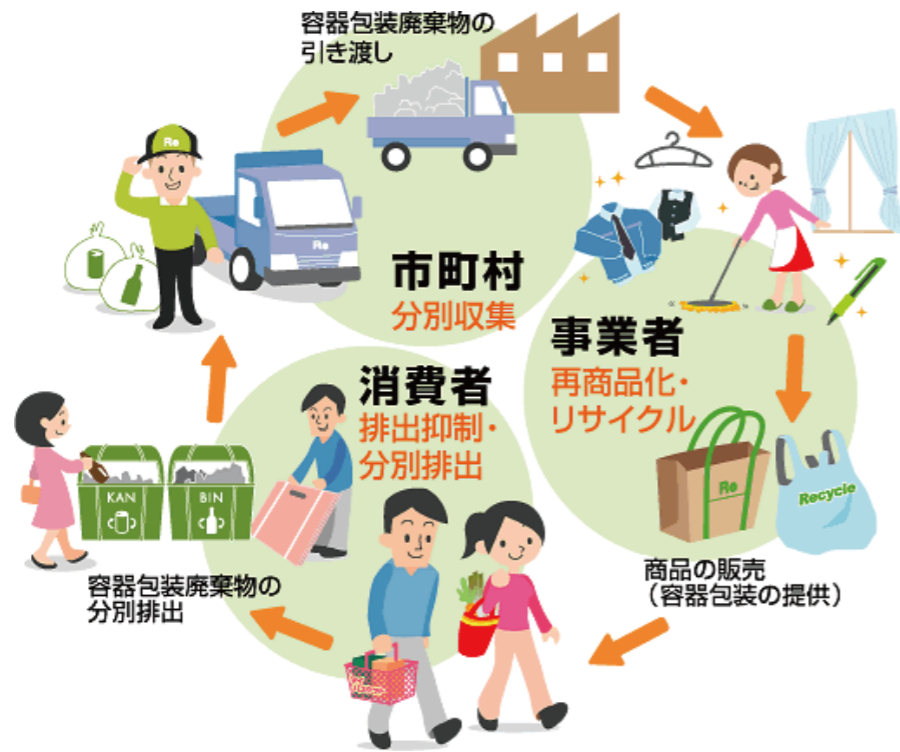 容器包装廃棄物の
引き渡し
Re
Re
市町村
分別収集
事業者
再商品化・
リサイクル
消費者
排出抑制・
分別排出
KAN
BIN
Re
Recycle
商品の販売
（容器包装の提供）
容器包装廃棄物の
分別排出